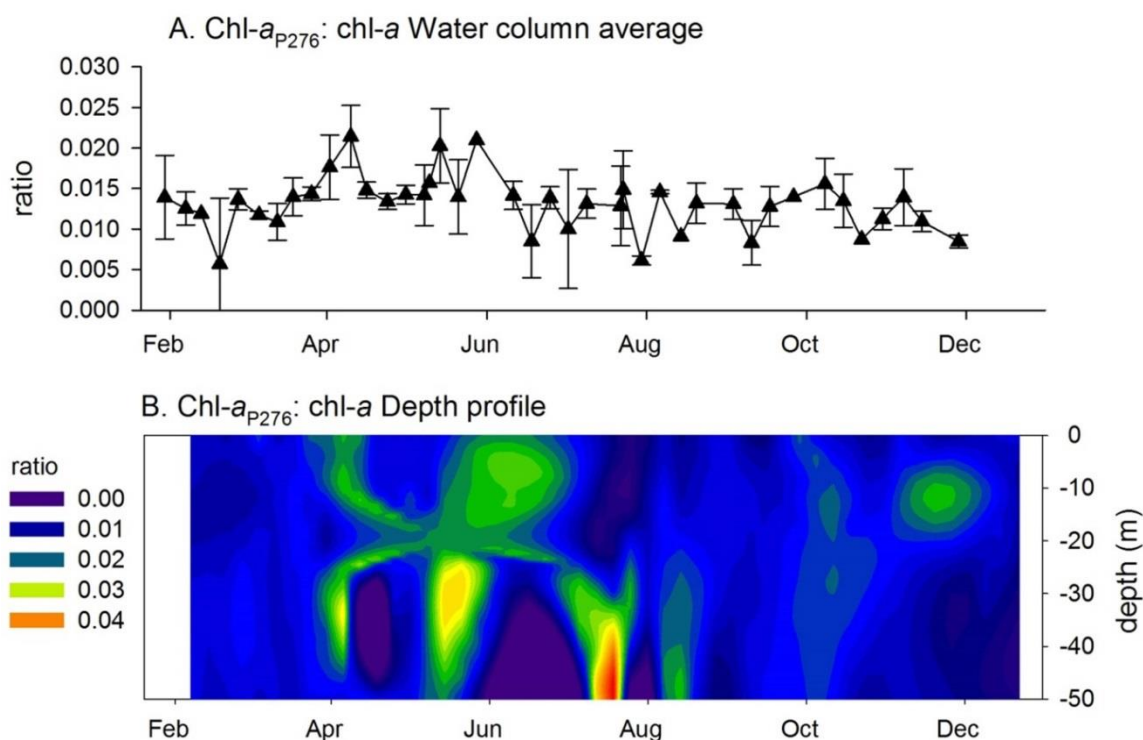 A. Chl-aP276: chl-a Water column average
0.030
0.025
0.020
0.015
0.010
0.005
0.000
ratio
Feb Apr Jun Aug Oct Dec
B. Chl-aP276: chl-a Depth profile
ratio
0.00
0.01
0.02
0.03
0.04
0
-10
-20
-30
-40
-50
depth (m)
Feb Apr Jun Aug Oct Dec